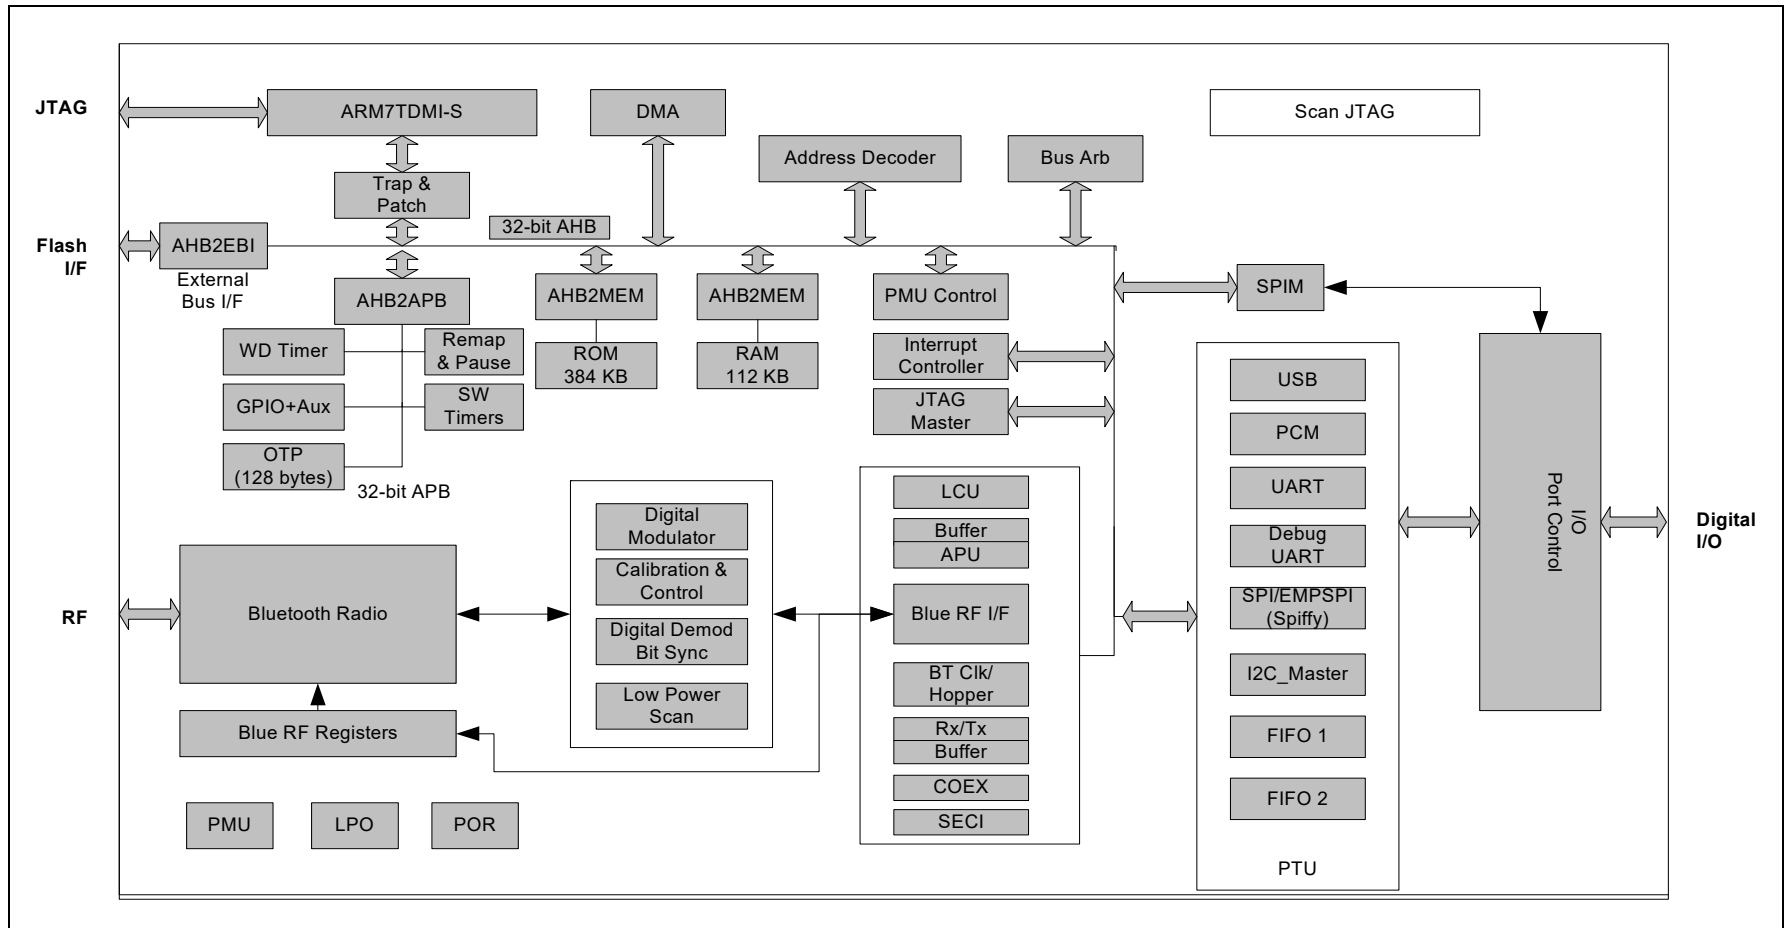 JTAG
ARM7TDMI-S
DMA
Scan JTAG
Address Decoder
Bus Arb
Trap &
Patch
32-bit AHB
Flash
I/F
AHB2EBI
External
Bus I/F
AHB2APB
AHB2MEM
AHB2MEM
PMU Control
SPIM
WD Timer
Remap
& Pause
ROM
384 KB
RAM
112 KB
Interrupt
Controller
GPIO+Aux
SW
Timers
JTAG
Master
OTP
(128 bytes)
32-bit APB
USB
PCM
UART
Debug
UART
SPI/EMPSPI
(Spiffy)
I2C_Master
FIFO 1
FIFO 2
PTU
I/O
Port Control
Digital
I/O
LCU
Buffer
APU
Blue RF I/F
BT Clk/
Hopper
Rx/Tx
Buffer
COEX
SECI
Digital
Modulator
Calibration &
Control
Digital Demod
Bit Sync
Low Power
Scan
RF
Bluetooth Radio
Blue RF Registers
PMU
LPO
POR